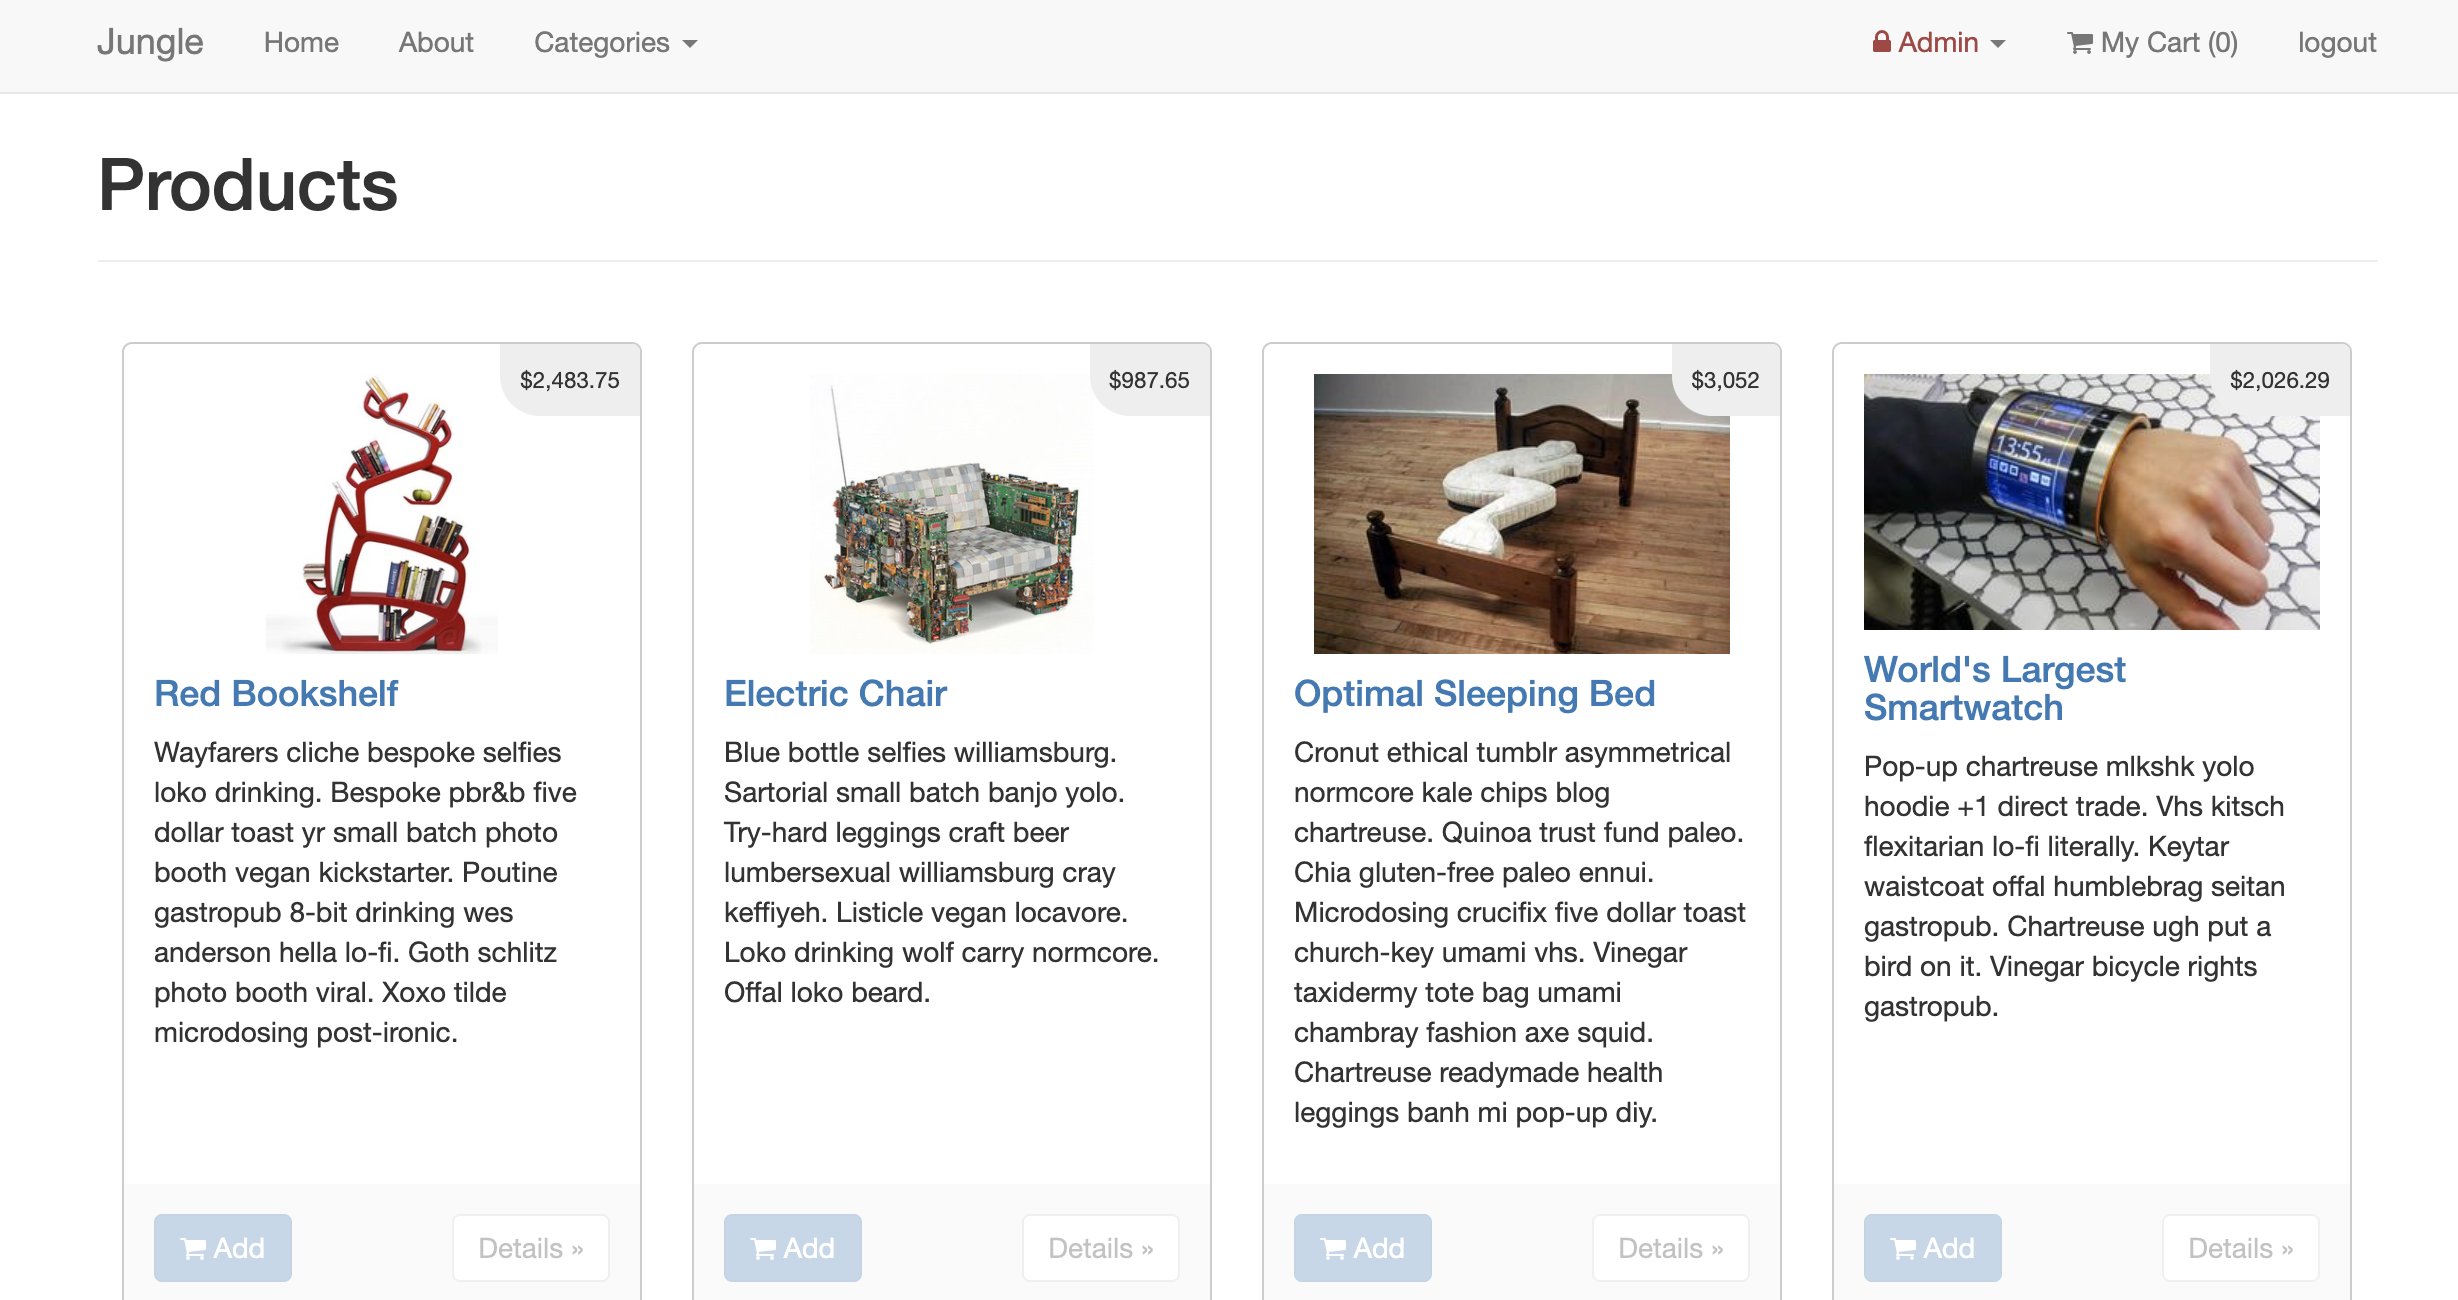 Jungle Home About Categories Admin My Cart (0) logout
Products
$2,483.75
Red Bookshelf
Wayfarers cliche bespoke selfies
loko drinking. Bespoke pbr&b five
dollar toast yr small batch photo
booth vegan kickstarter. Poutine
gastropub 8-bit drinking wes
anderson hella lo-fi. Goth schlitz
photo booth viral. Xoxo tilde
microdosing post-ironic.
Add Details »
$987.65
Electric Chair
Blue bottle selfies williamsburg.
Sartorial small batch banjo yolo.
Try-hard leggings craft beer
lumbersexual williamsburg cray
keffiyeh. Listicle vegan locavore.
Loko drinking wolf carry normcore.
Offal loko beard.
Add Details »
$3,052
Optimal Sleeping Bed
Cronut ethical tumblr asymmetrical
normcore kale chips blog
chartreuse. Quinoa trust fund paleo.
Chia gluten-free paleo ennui.
Microdosing crucifix five dollar toast
church-key umami vhs. Vinegar
taxidermy tote bag umami
chambray fashion axe squid.
Chartreuse readymade health
leggings banh mi pop-up diy.
Add Details »
$2,026.29
13:55
World's Largest
Smartwatch
Pop-up chartreuse mlkshk yolo
hoodie +1 direct trade. Vhs kitsch
flexitarian lo-fi literally. Keytar
waistcoat offal humblebrag seitan
gastropub. Chartreuse ugh put a
bird on it. Vinegar bicycle rights
gastropub.
Add Details »